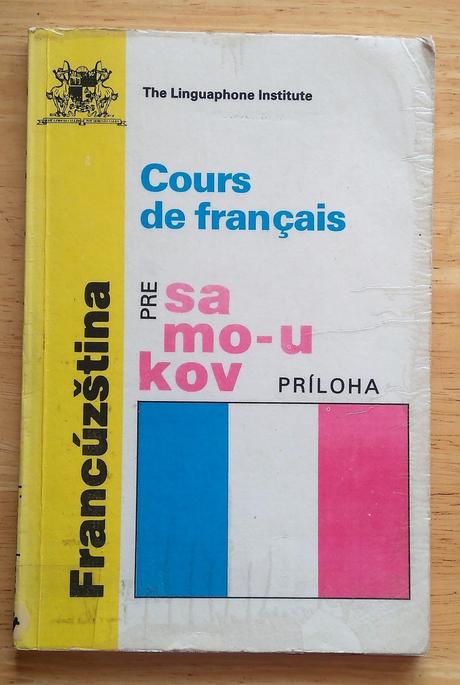 The Linguaphone Institute
Cours
de français
PRE
sa
mo-u
kov
PRÍLOHA
Francúzština